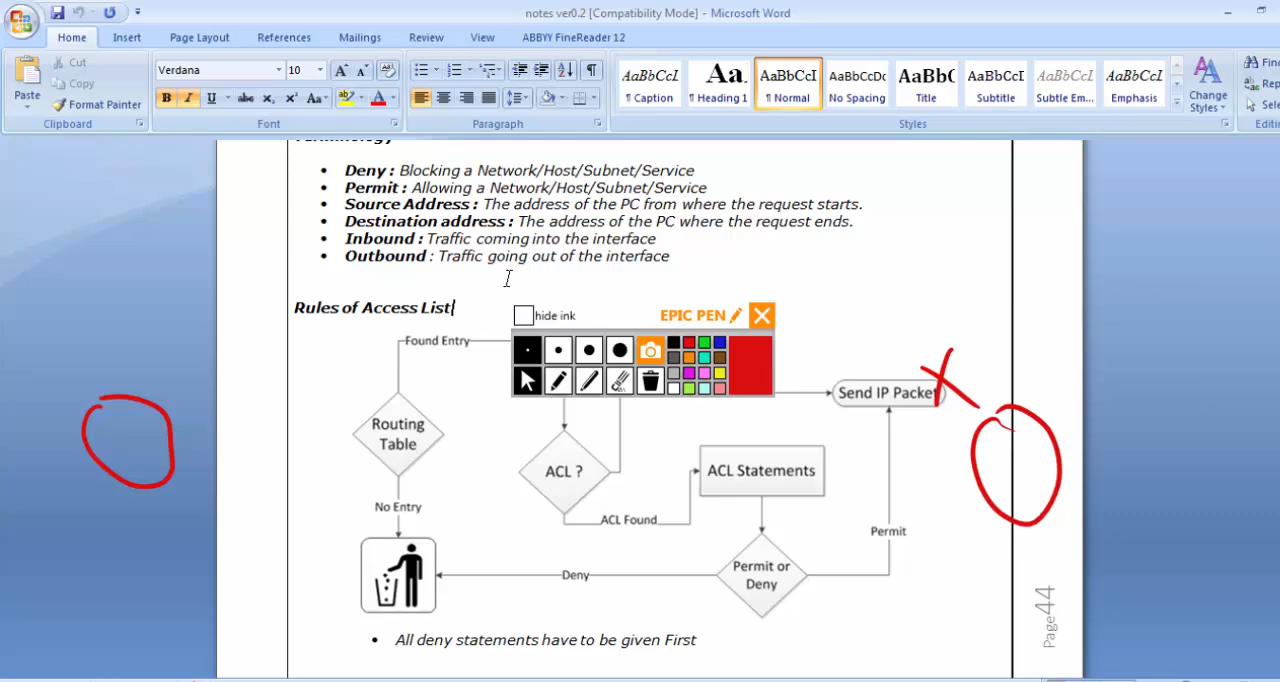 notes ver0.2 [Compatibility Mode] - Microsoft Word
Home Insert Page Layout References Mailings Review View ABBYY FineReader 12
Paste
Cut
Copy
Format Painter
Clipboard
Verdana 10
B I U abc X₂ X² Aa
Font
Paragraph
AaBbCcI Aa. AaBbCcI AaBbCcDc AaBbC AaBbCcI AaBbCcI AaBbCcI
¶ Caption ¶ Heading 1 ¶ Normal No Spacing Title Subtitle Subtle Em... Emphasis
Change Styles
Styles
Deny : Blocking a Network/Host/Subnet/Service
Permit : Allowing a Network/Host/Subnet/Service
Source Address : The address of the PC from where the request starts.
Destination address : The address of the PC where the request ends.
Inbound : Traffic coming into the interface
Outbound : Traffic going out of the interface
Rules of Access List
hide ink EPIC PEN
Found Entry
Send IP Packet
Routing
Table
ACL ?
ACL Statements
No Entry
ACL Found
Permit
Permit or
Deny
Deny
Page44
All deny statements have to be given First